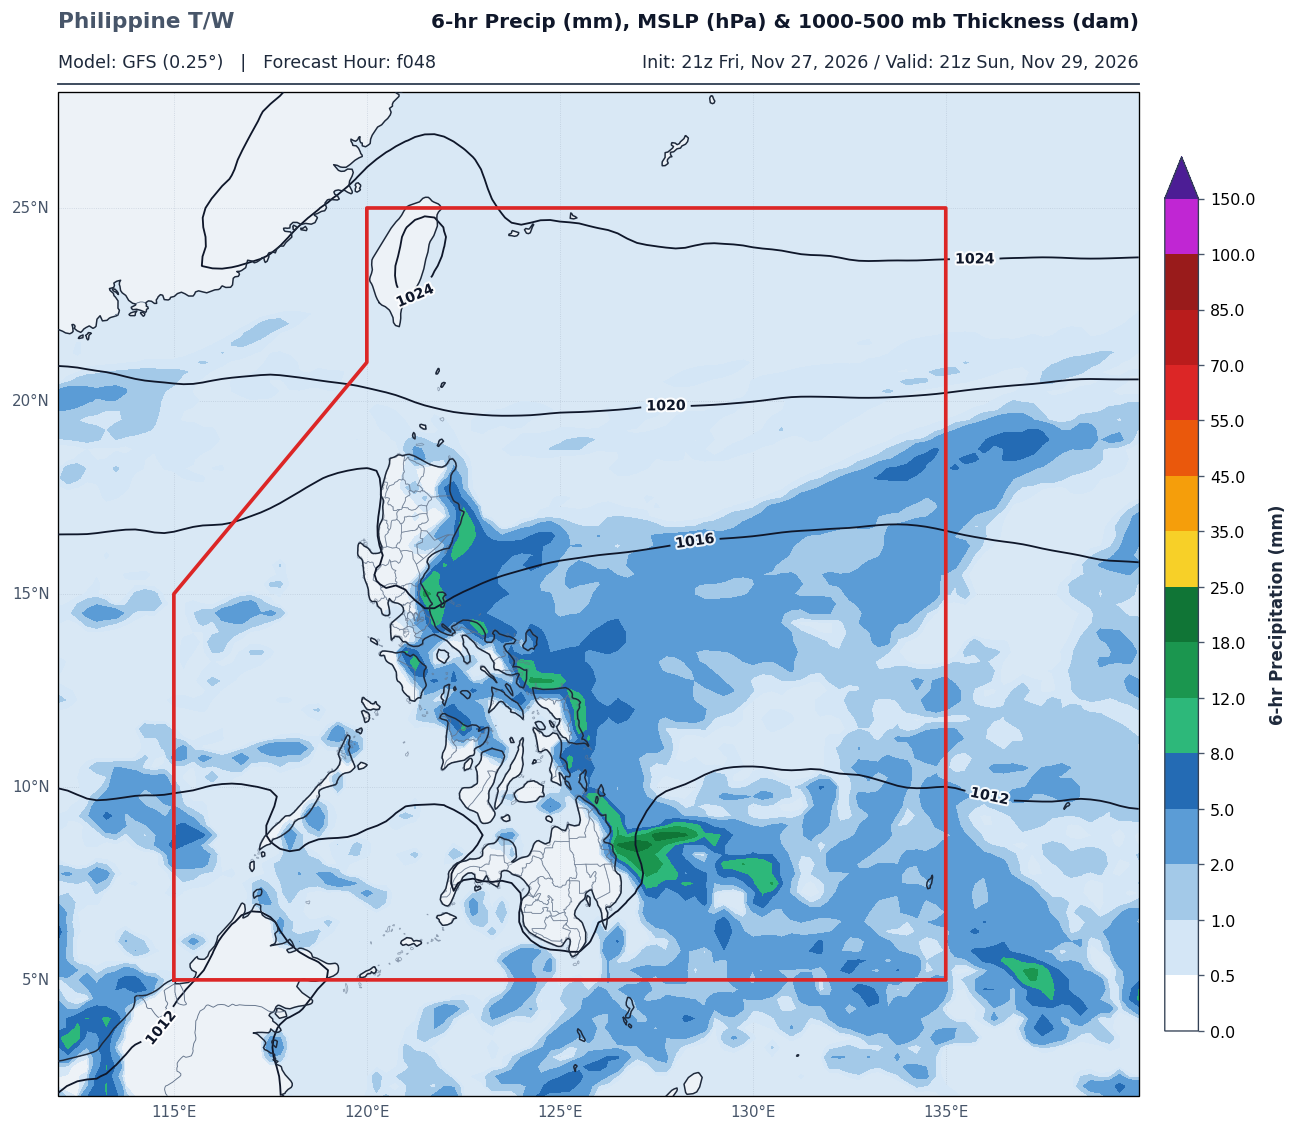 Philippine T/W
6-hr Precip (mm), MSLP (hPa) & 1000-500 mb Thickness (dam)
Model: GFS (0.25°) | Forecast Hour: f048
Init: 21z Fri, Nov 27, 2026 / Valid: 21z Sun, Nov 29, 2026
25°N
20°N
15°N
10°N
5°N
115°E
120°E
125°E
130°E
135°E
1024
1024
1020
1016
1012
1012
150.0
100.0
85.0
70.0
55.0
45.0
35.0
25.0
18.0
12.0
8.0
5.0
2.0
1.0
0.5
0.0
6-hr Precipitation (mm)